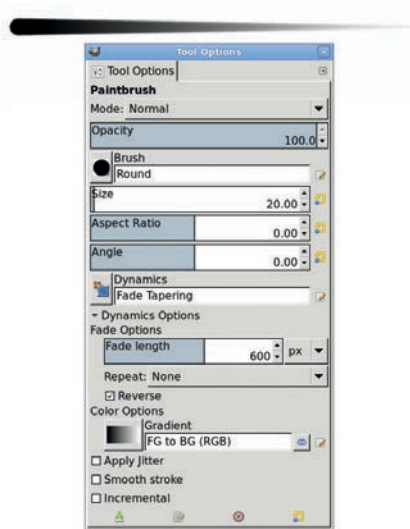 Tool Options
Tool Options
Paintbrush
Mode: Normal
Opacity
100.0
Brush
Round
Size
20.00
Aspect Ratio
0.00
Angle
0.00
Dynamics
Fade Tapering
Dynamics Options
Fade Options
Fade length
600 px
Repeat: None
Reverse
Color Options
Gradient
FG to BG (RGB)
Apply Jitter
Smooth stroke
Incremental